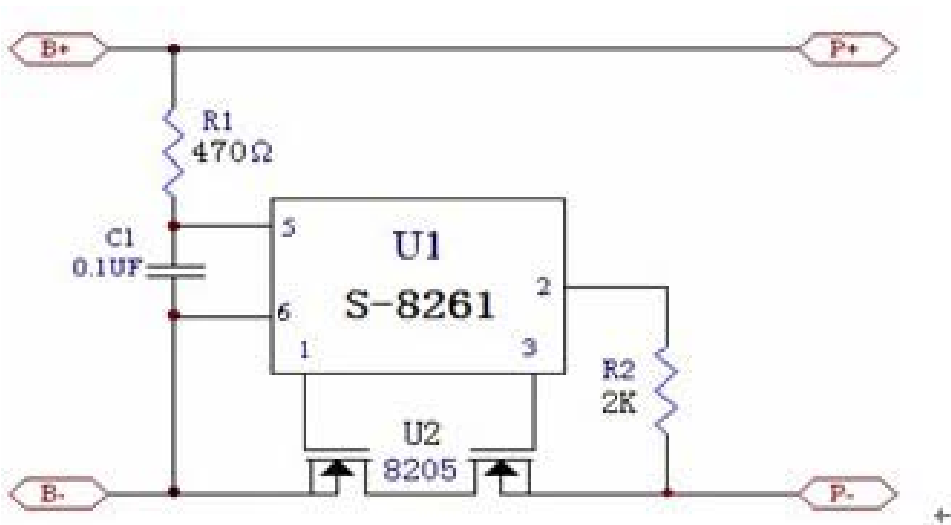 B+
P+
R1
470Ω
C1
0.1UF
5
U1
S-8261
2
6
1
3
R2
2K
U2
8205
B-
P-